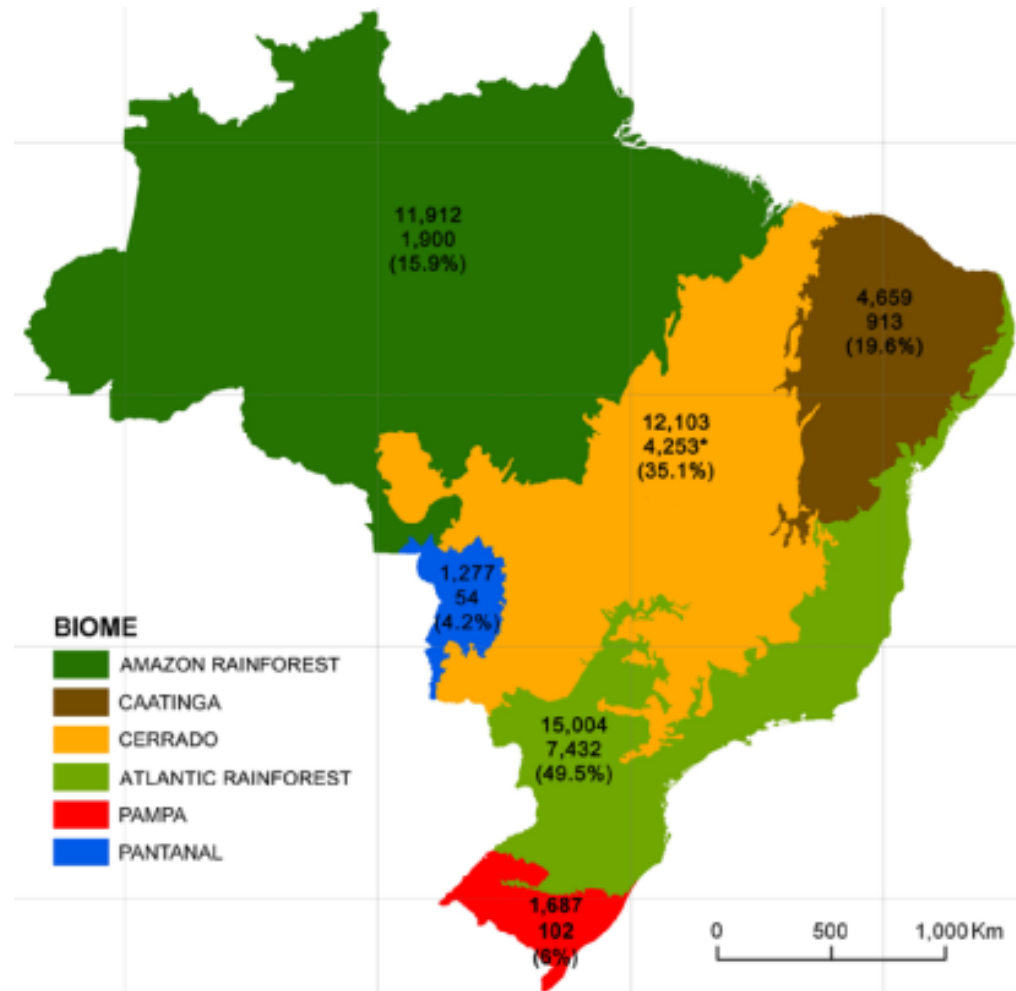 11,912
1,900
(15.9%)
4,659
913
(19.6%)
12,103
4,253*
(35.1%)
1,277
54
(4.2%)
15,004
7,432
(49.5%)
1,687
102
(6%)
BIOME
AMAZON RAINFOREST
CAATINGA
CERRADO
ATLANTIC RAINFOREST
PAMPA
PANTANAL
0 500 1,000 Km